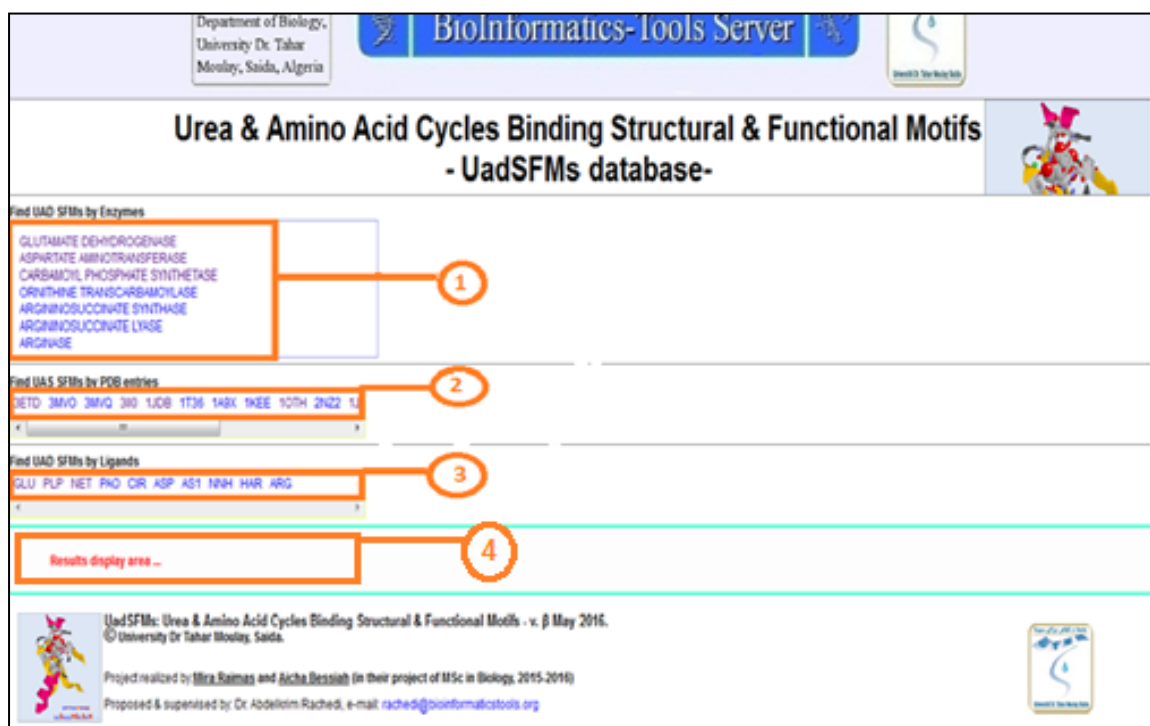 Department of Biology,
University Dr. Tahar
Moulay, Saida, Algeria
BioInformatics-Tools Server
Urea & Amino Acid Cycles Binding Structural & Functional Motifs
- UadSFMs database-
Find UAD SFMs by Enzymes
GLUTAMATE DEHYDROGENASE
ASPARTATE AMINOTRANSFERASE
CARBAMOYL PHOSPHATE SYNTHETASE
ORNITHINE TRANSCARBAMOYLASE
ARGININOSUCCINATE SYNTHASE
ARGININOSUCCINATE LYASE
ARGINASE
1
Find UAS SFMs by PDB entries
3ETD 3MVO 3MVQ 3II0 1JDB 1T36 1A9X 1KEE 1OTH 2NZ2 1J
2
Find UAD SFMs by Ligands
GLU PLP NET PAO CIR ASP AS1 NNH HAR ARG
3
Results display area ...
4
UadSFMs: Urea & Amino Acid Cycles Binding Structural & Functional Motifs - v. β May 2016.
© University Dr Tahar Moulay, Saida.
Project realized by Mira Raimas and Aicha Bessiah (in their project of MSc in Biology, 2015-2016)
Proposed & supervised by: Dr. Abdelkrim Rachedi, e-mail: rachedi@bioinformaticstools.org